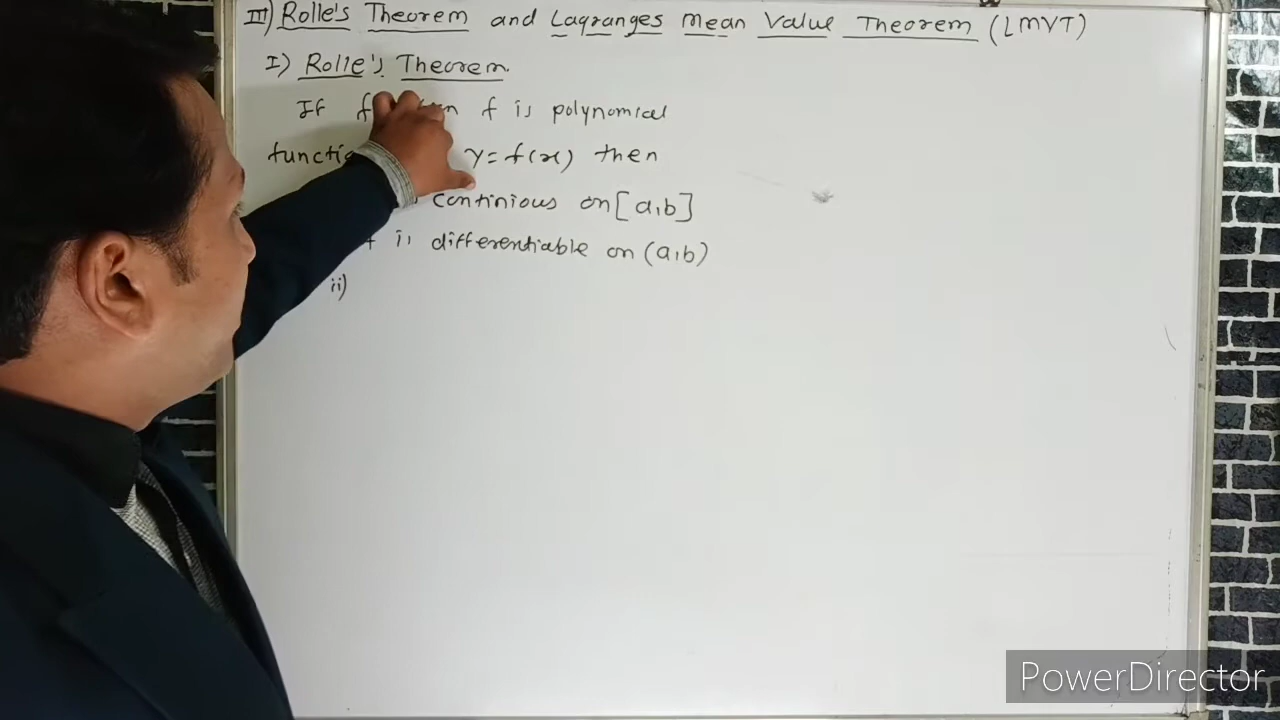 III) Rolle's Theorem and Lagranges Mean Value Theorem (LMVT)
I) Rolle's Theorem.
If f is polynomical
y=f(x) then
continious on [a,b]
f is differentiable on (a,b)
ii)
PowerDirector